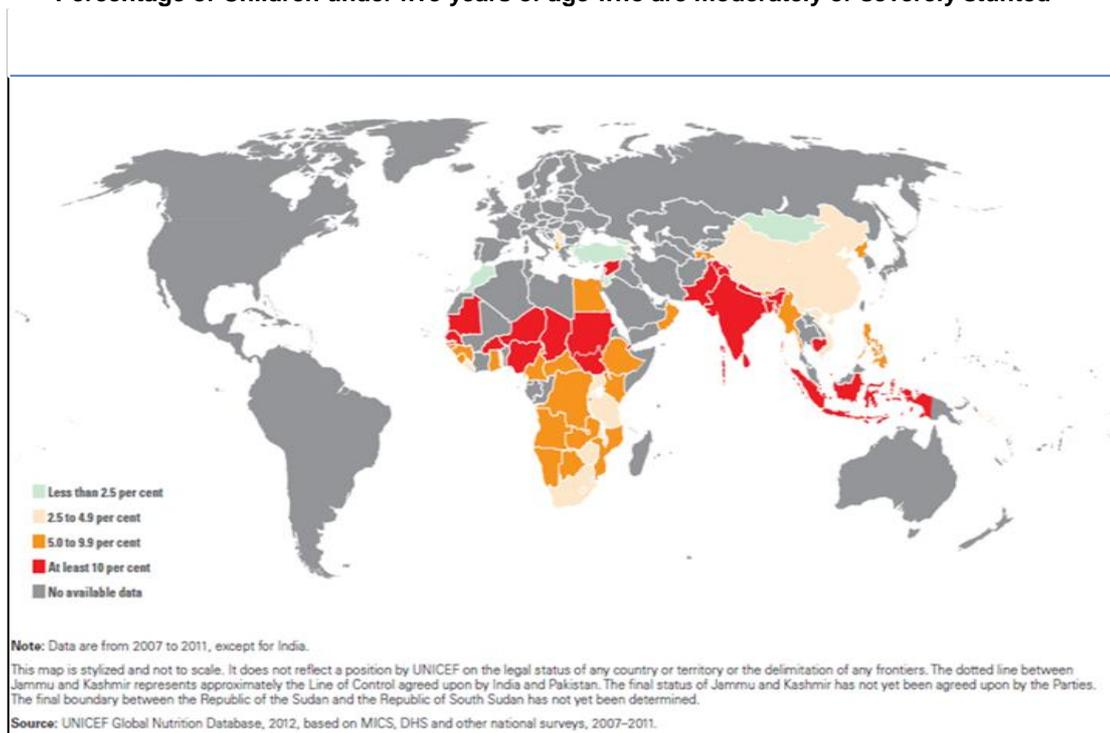 Percentage of Children under five years of age who are moderately or severely stunted
Less than 2.5 per cent
2.5 to 4.9 per cent
5.0 to 9.9 per cent
At least 10 per cent
No available data
Note: Data are from 2007 to 2011, except for India.
This map is stylized and not to scale. It does not reflect a position by UNICEF on the legal status of any country or territory or the delimitation of any frontiers. The dotted line between
Jammu and Kashmir represents approximately the Line of Control agreed upon by India and Pakistan. The final status of Jammu and Kashmir has not yet been agreed upon by the Parties.
The final boundary between the Republic of the Sudan and the Republic of South Sudan has not yet been determined.
Source: UNICEF Global Nutrition Database, 2012, based on MICS, DHS and other national surveys, 2007–2011.